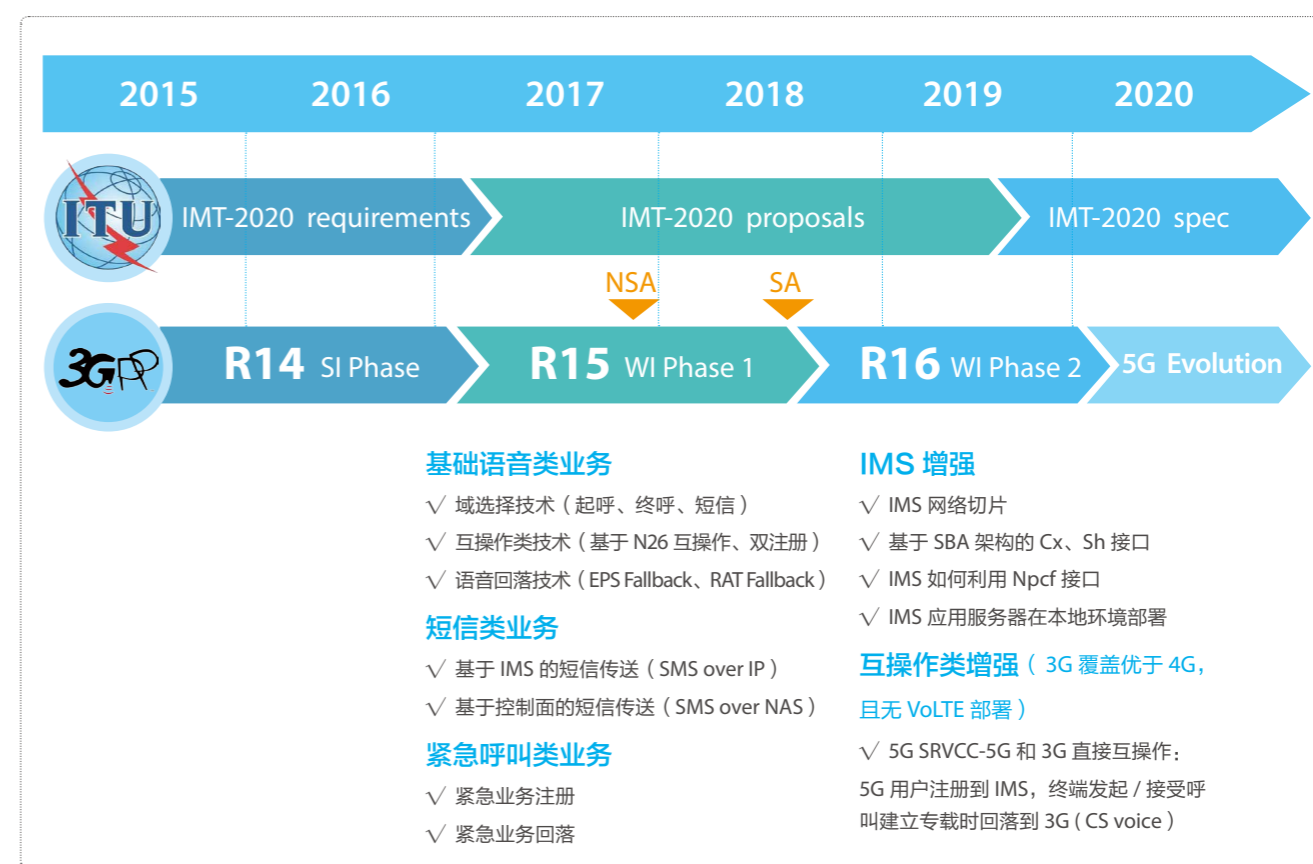 2015 2016 2017 2018 2019 2020
ITU IMT-2020 requirements IMT-2020 proposals IMT-2020 spec
NSA SA
3GPP R14 SI Phase R15 WI Phase 1 R16 WI Phase 2 5G Evolution
基础语音类业务
√ 域选择技术（起呼、终呼、短信）
√ 互操作类技术（基于 N26 互操作、双注册）
√ 语音回落技术（EPS Fallback、RAT Fallback）
短信类业务
√ 基于 IMS 的短信传送（SMS over IP）
√ 基于控制面的短信传送（SMS over NAS）
紧急呼叫类业务
√ 紧急业务注册
√ 紧急业务回落
IMS 增强
√ IMS 网络切片
√ 基于 SBA 架构的 Cx、Sh 接口
√ IMS 如何利用 Npcf 接口
√ IMS 应用服务器在本地环境部署
互操作类增强（ 3G 覆盖优于 4G，
且无 VoLTE 部署）
√ 5G SRVCC-5G 和 3G 直接互操作：
5G 用户注册到 IMS，终端发起 / 接受呼
叫建立专载时回落到 3G ( CS voice )